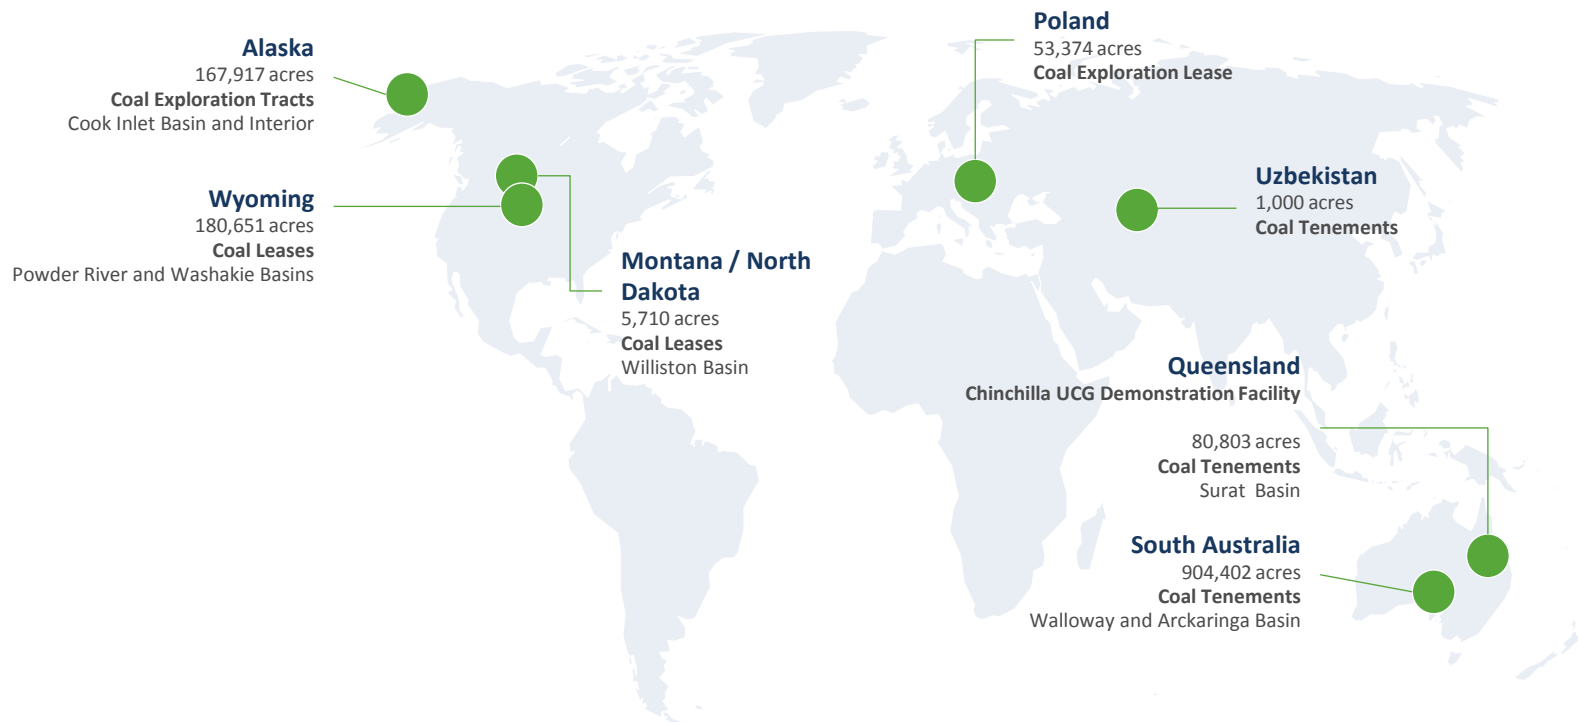 Alaska
167,917 acres
Coal Exploration Tracts
Cook Inlet Basin and Interior
Wyoming
180,651 acres
Coal Leases
Powder River and Washakie Basins
Montana / North
Dakota
5,710 acres
Coal Leases
Williston Basin
Poland
53,374 acres
Coal Exploration Lease
Uzbekistan
1,000 acres
Coal Tenements
Queensland
Chinchilla UCG Demonstration Facility
80,803 acres
Coal Tenements
Surat Basin
South Australia
904,402 acres
Coal Tenements
Walloway and Arckaringa Basin